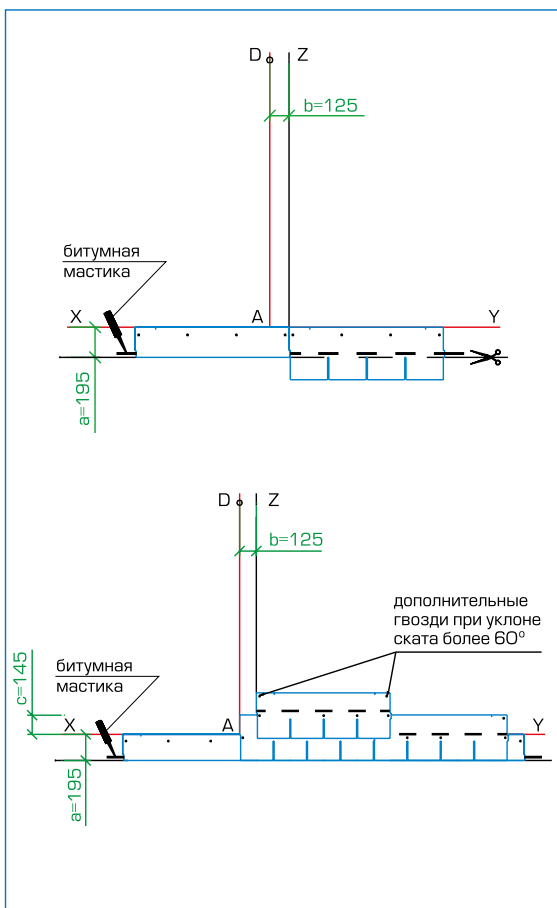 D Z
b=125
битумная
мастика
X A Y
a=195
D Z
b=125
дополнительные
гвозди при уклоне
ската более 60°
c=145
битумная
мастика
X A Y
a=195